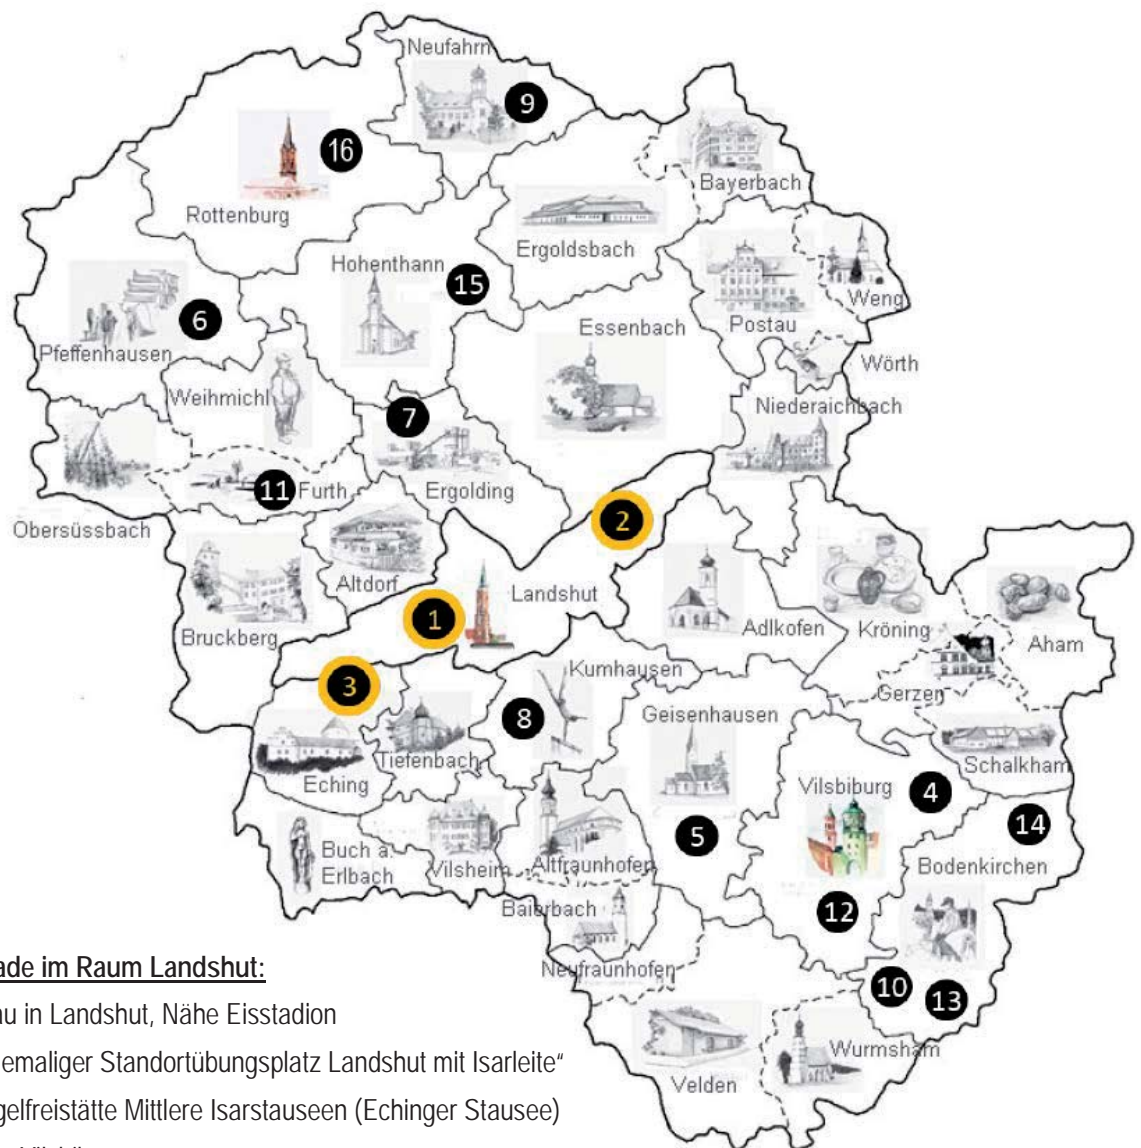 Neufahrn
9
16
Bayerbach
Rottenburg
Ergoldsbach
Hohenthann
15
Weng
6
Essenbach
Postau
Pfeffenhausen
Wörth
Weihmichl
7
Niederaichbach
11 Furth
Ergolding
Obersüssbach
2
Altdorf
Landshut
1
Bruckberg
Adlkofen
Kröning
Aham
3
Kumhausen
Gerzen
8
Geisenhausen
Tiefenbach
Schalkham
Eching
Vilsbiburg
4
5
14
Buch a.
Erlbach
Vilsheim
Altfraunhofen
Bodenkirchen
Baierbach
12
Neufraunhofen
10
13
Wurmsham
Velden
ade im Raum Landshut:
au in Landshut, Nähe Eisstadion
emaliger Standortübungsplatz Landshut mit Isarleite“
gelfreistätte Mittlere Isarstauseen (Echinger Stausee)